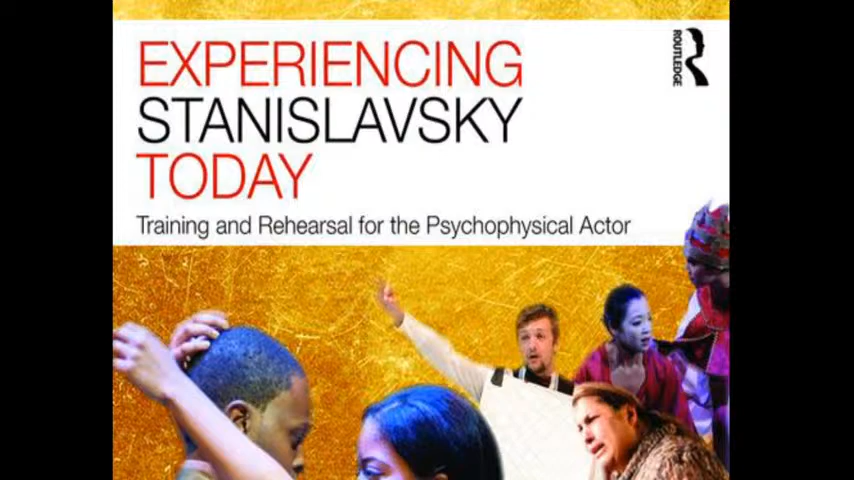 EXPERIENCING
STANISLAVSKY
TODAY
Training and Rehearsal for the Psychophysical Actor
ROUTLEDGE